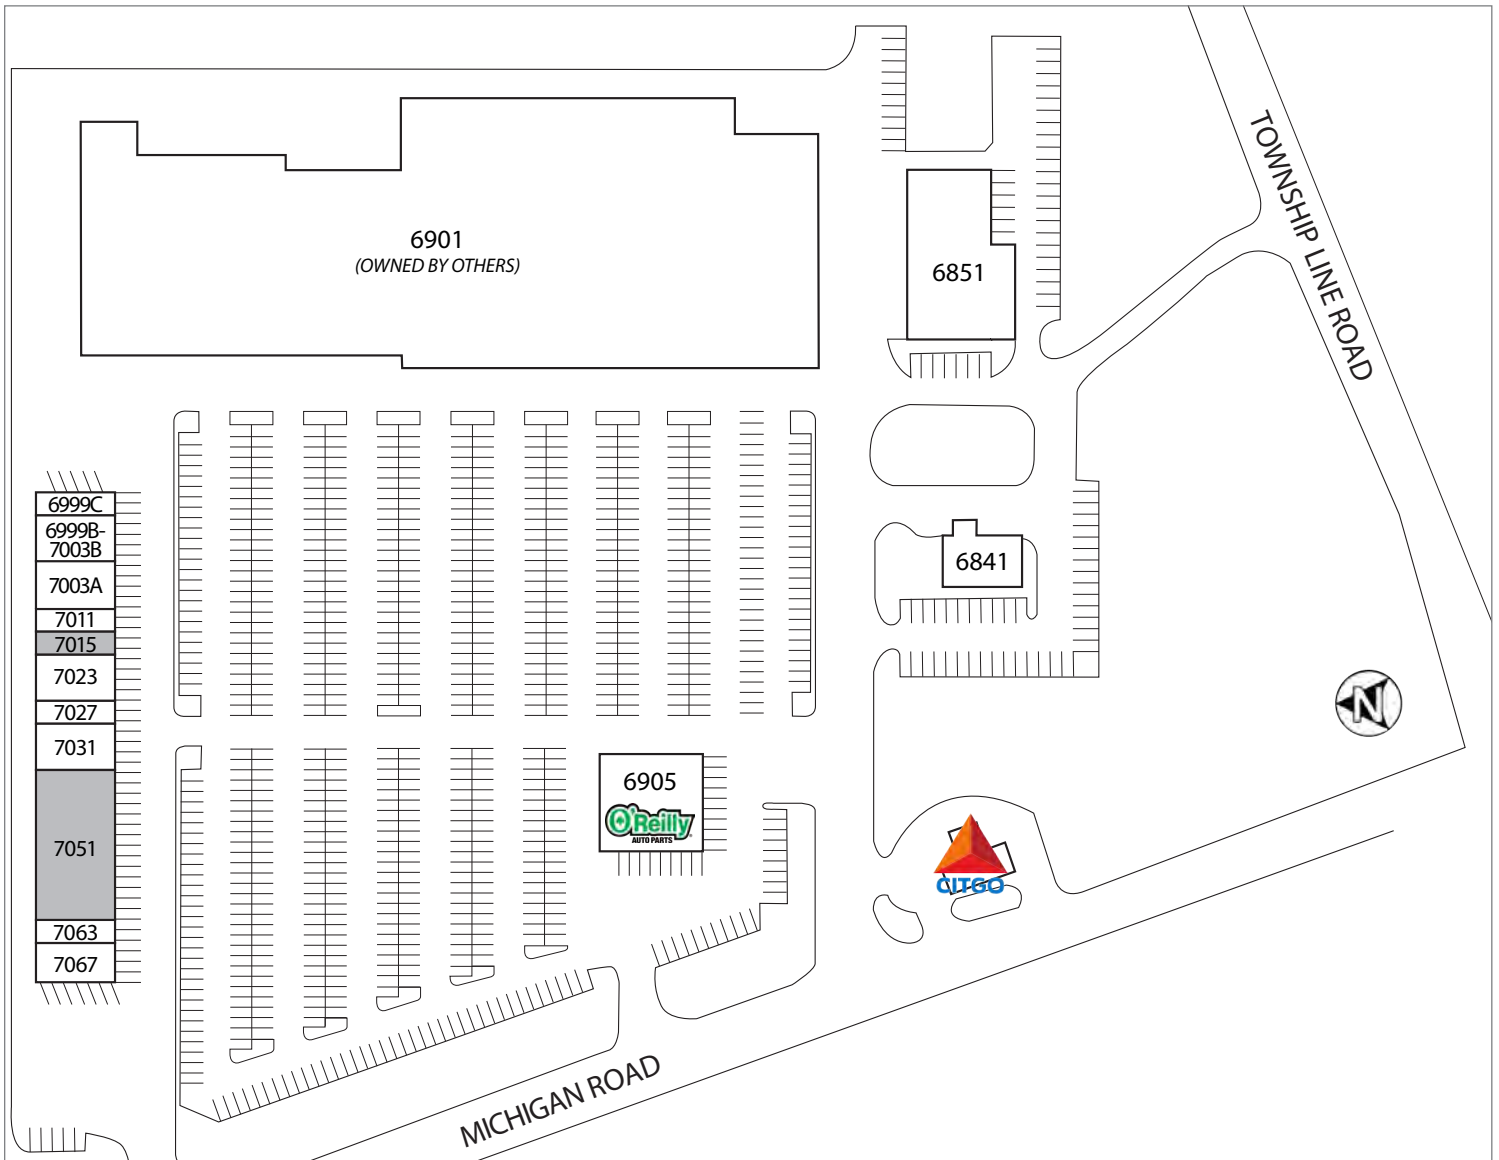 TOWNSHIP LINE ROAD
6901
(OWNED BY OTHERS)
6851
6999C
6999B-
7003B
7003A
7011
7015
7023
7027
7031
7051
7063
7067
6841
N
6905
O'Reilly
AUTO PARTS
CITGO
MICHIGAN ROAD